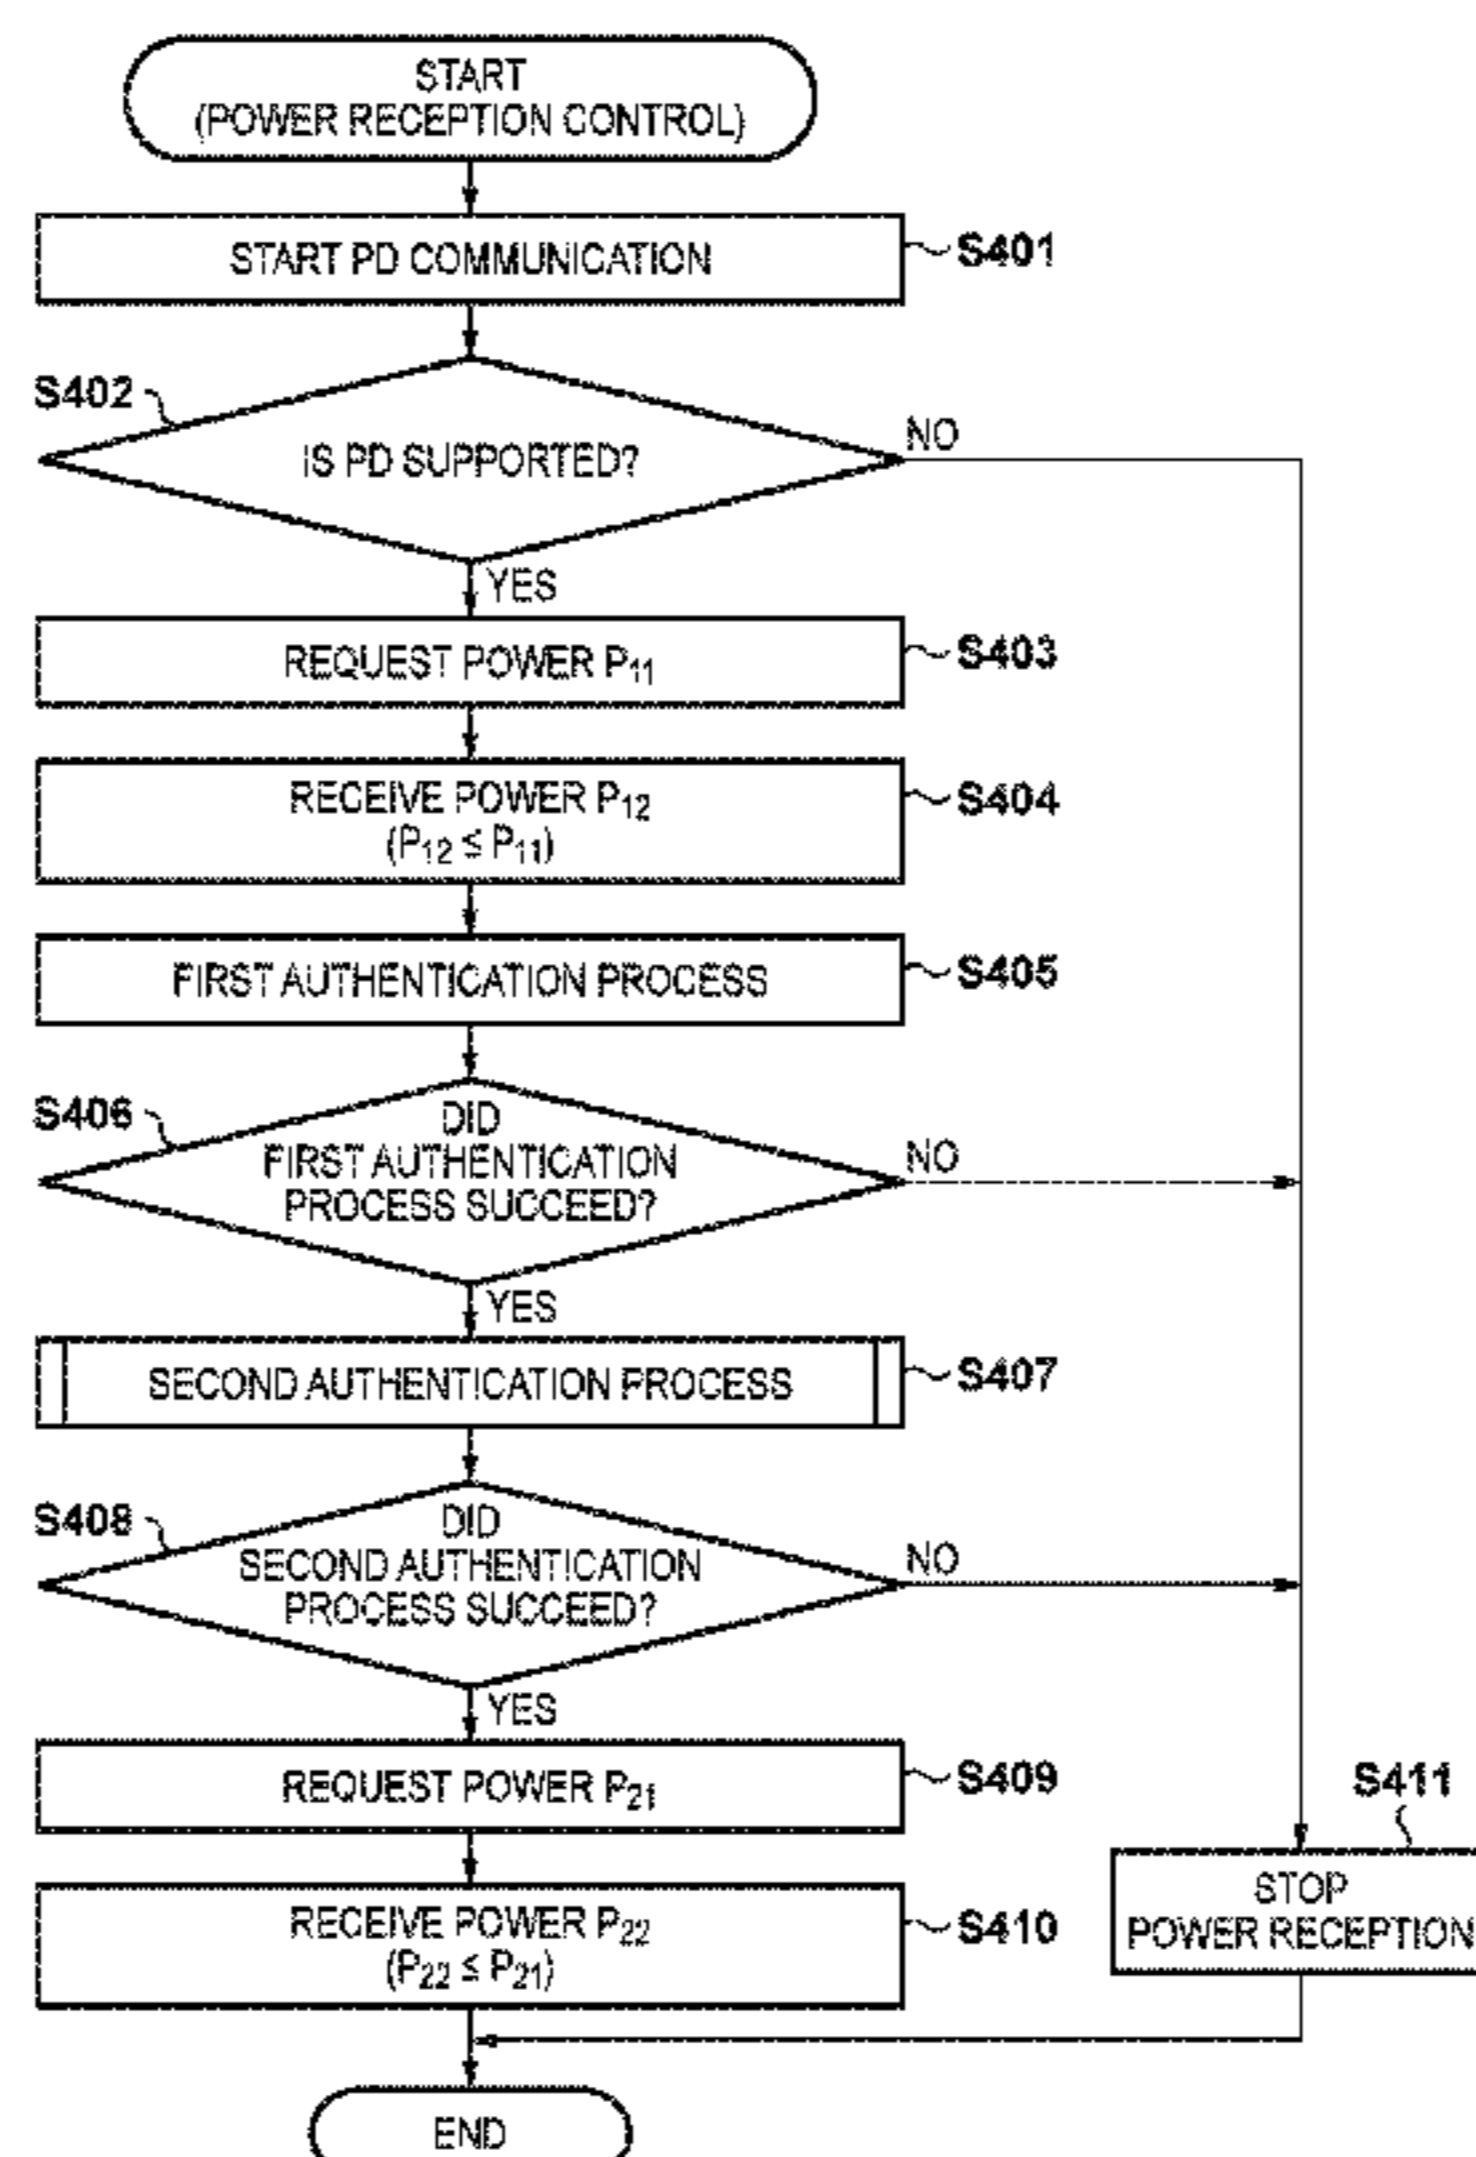 START
(POWER RECEPTION CONTROL)
START PD COMMUNICATION
S401
S402
IS PD SUPPORTED?
NO
YES
REQUEST POWER P₁₁
S403
RECEIVE POWER P₁₂
(P₁₂ ≤ P₁₁)
S404
FIRST AUTHENTICATION PROCESS
S405
S406
DID
FIRST AUTHENTICATION
PROCESS SUCCEED?
NO
YES
SECOND AUTHENTICATION PROCESS
S407
S408
DID
SECOND AUTHENTICATION
PROCESS SUCCEED?
NO
YES
REQUEST POWER P₂₁
S409
RECEIVE POWER P₂₂
(P₂₂ ≤ P₂₁)
S410
S411
STOP
POWER RECEPTION
END